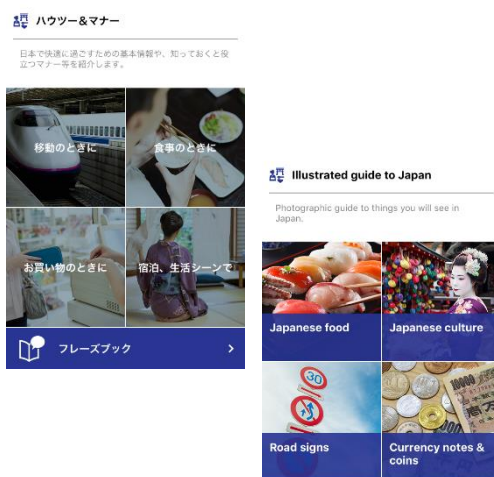 ハウツー&マナー
日本で快適に過ごすための基本情報や、知っておくと役
立つマナー等を紹介します。
移動のときに
食事のときに
お買い物のときに
宿泊、生活シーンで
フレーズブック
Illustrated guide to Japan
Photographic guide to things you will see in
Japan.
Japanese food
Japanese culture
30
Road signs
10000
Currency notes &
coins